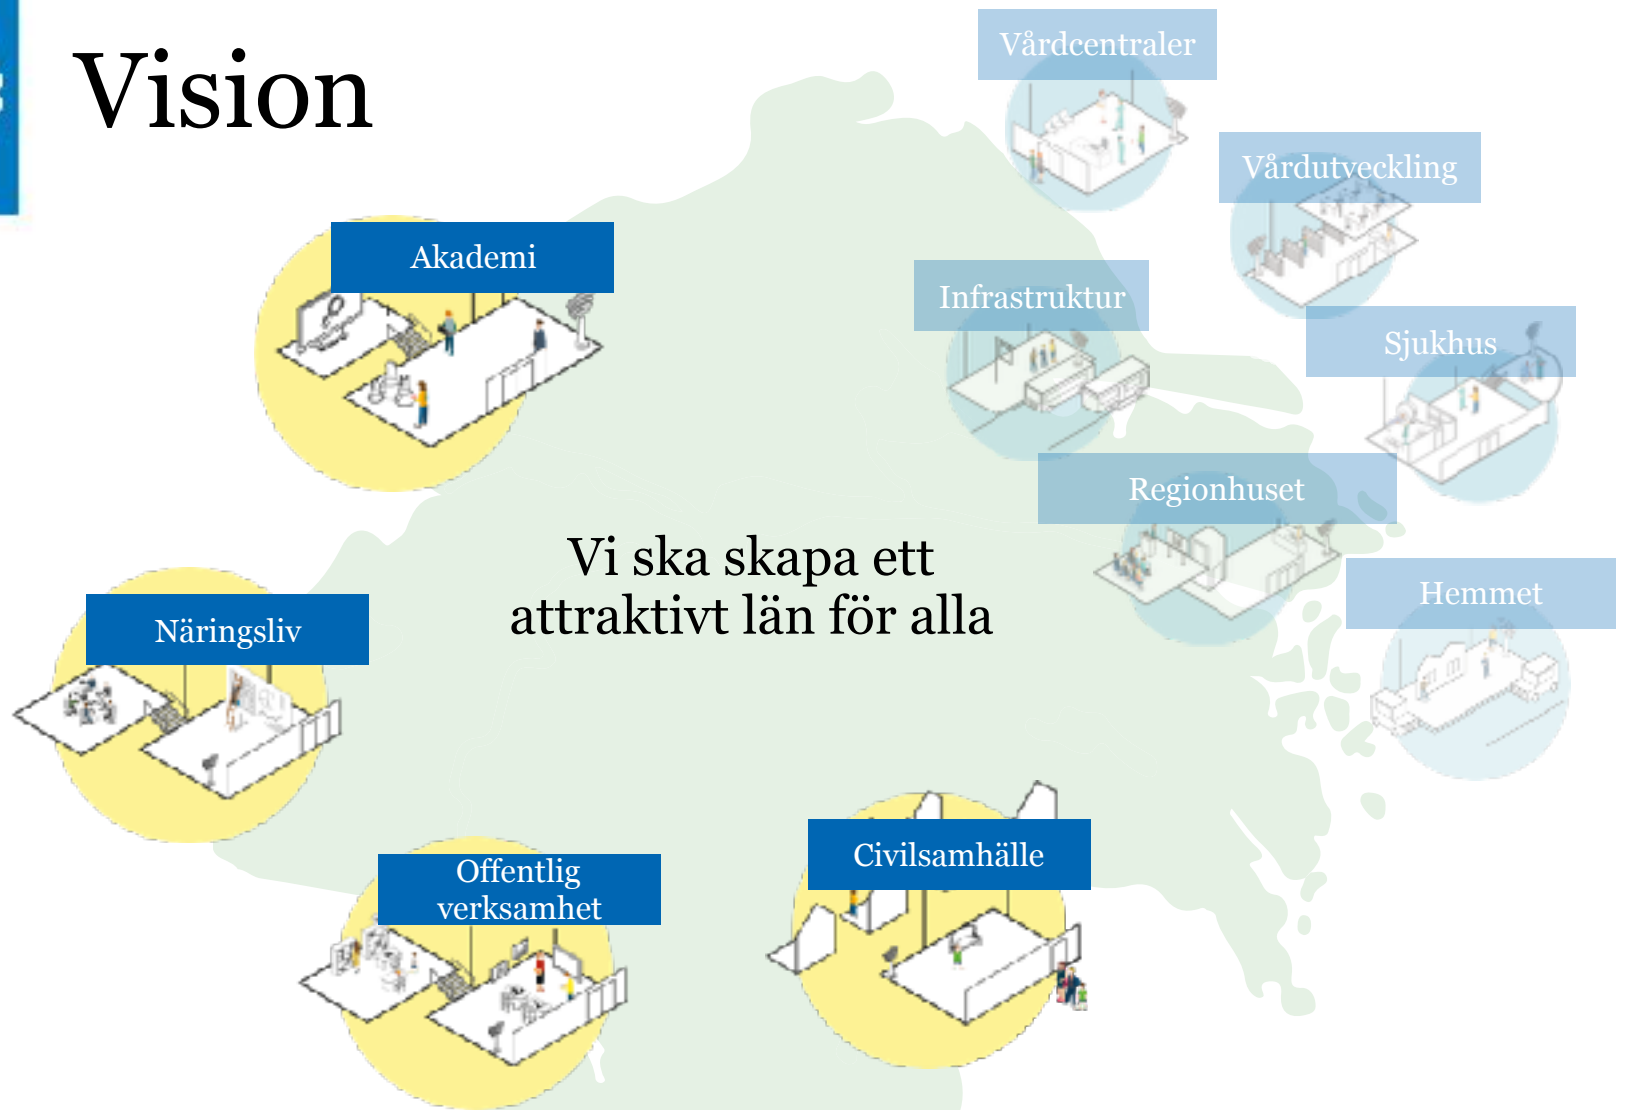 Vision
Vårdcentraler
Vårdutveckling
Akademi
Infrastruktur
Sjukhus
Regionhuset
Vi ska skapa ett
attraktivt län för alla
Hemmet
Näringsliv
Offentlig
verksamhet
Civilsamhälle